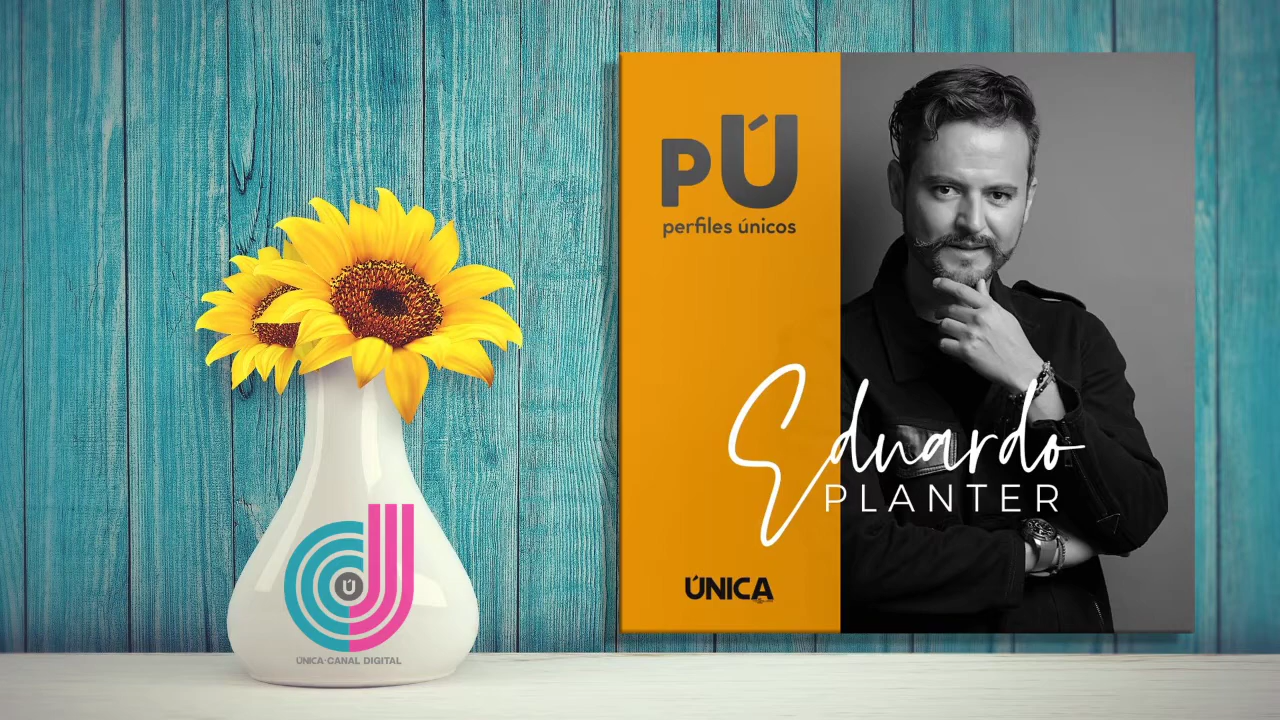 PÚ
perfiles únicos
Eduardo
PLANTER
ÚNICA
Ú
ÚNICA·CANAL DIGITAL